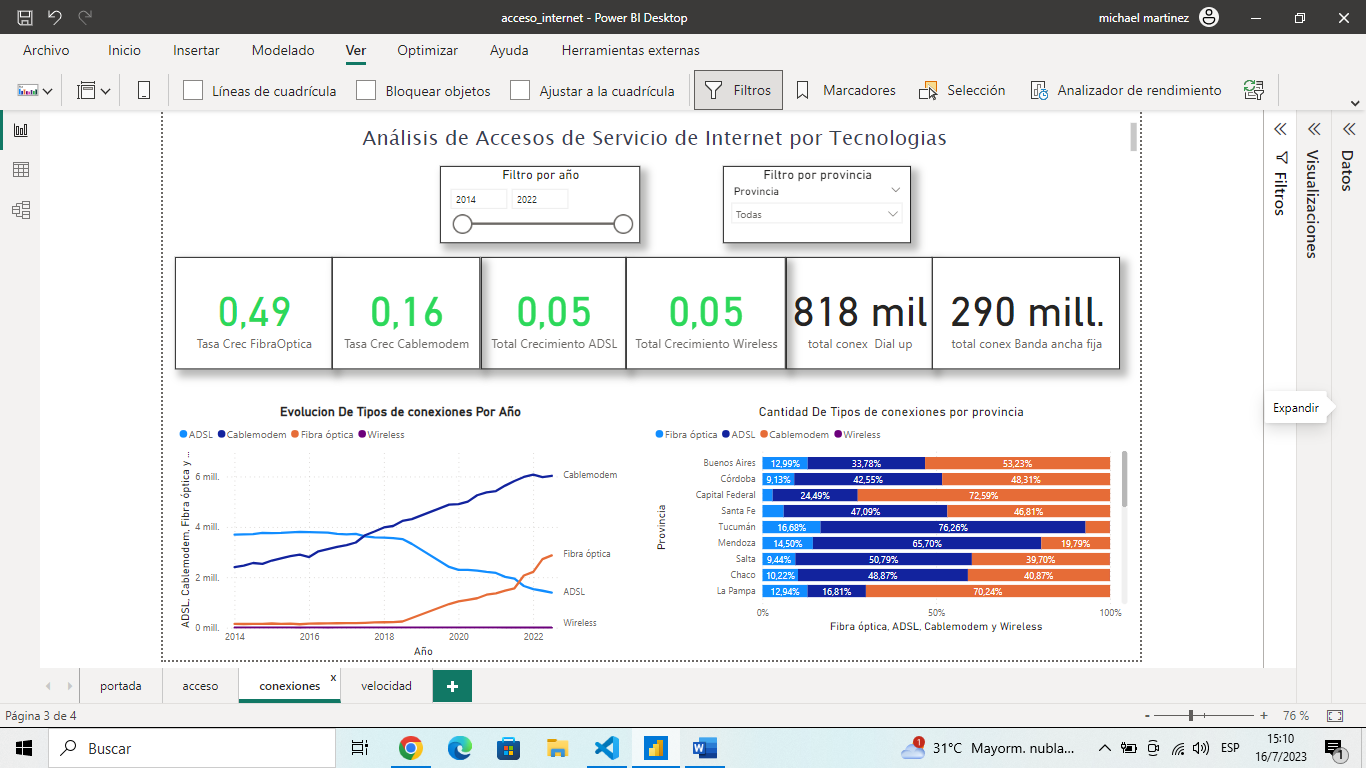 acceso_internet - Power BI Desktop
michael martinez
Archivo Inicio Insertar Modelado Ver Optimizar Ayuda Herramientas externas
Líneas de cuadrícula Bloquear objetos Ajustar a la cuadrícula Filtros Marcadores Selección Analizador de rendimiento
Análisis de Accesos de Servicio de Internet por Tecnologias
Filtro por año
2014 2022
Filtro por provincia
Provincia
Todas
0,49
Tasa Crec FibraOptica
0,16
Tasa Crec Cablemodem
0,05
Total Crecimiento ADSL
0,05
Total Crecimiento Wireless
818 mil
total conex Dial up
290 mill.
total conex Banda ancha fija
Evolucion De Tipos de conexiones Por Año
ADSL Cablemodem Fibra óptica Wireless
ADSL, Cablemodem, Fibra óptica y ...
6 mill.
4 mill.
2 mill.
0 mill.
Cablemodem
Fibra óptica
ADSL
Wireless
2014 2016 2018 2020 2022
Año
Cantidad De Tipos de conexiones por provincia
Fibra óptica ADSL Cablemodem Wireless
Provincia
Buenos Aires 12,99% 33,78% 53,23%
Córdoba 9,13% 42,55% 48,31%
Capital Federal 24,49% 72,59%
Santa Fe 47,09% 46,81%
Tucumán 16,68% 76,26%
Mendoza 14,50% 65,70% 19,79%
Salta 9,44% 50,79% 39,70%
Chaco 10,22% 48,87% 40,87%
La Pampa 12,94% 16,81% 70,24%
0% 50% 100%
Fibra óptica, ADSL, Cablemodem y Wireless
Filtros
Visualizaciones
Datos
Expandir
portada acceso conexiones x velocidad +
Página 3 de 4
- + 76 %
Buscar
1
31°C Mayorm. nubla...
ESP
15:10
16/7/2023
1